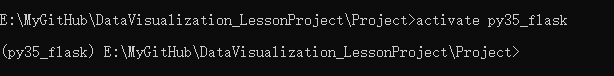 E:\MyGitHub\DataVisualization_LessonProject\Project>activate py35_flask
(py35_flask) E:\MyGitHub\DataVisualization_LessonProject\Project>